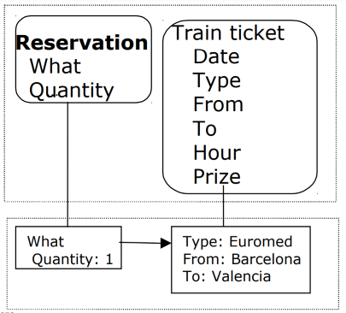 Reservation
What
Quantity
Train ticket
Date
Type
From
To
Hour
Prize
What
Quantity: 1
Type: Euromed
From: Barcelona
To: Valencia